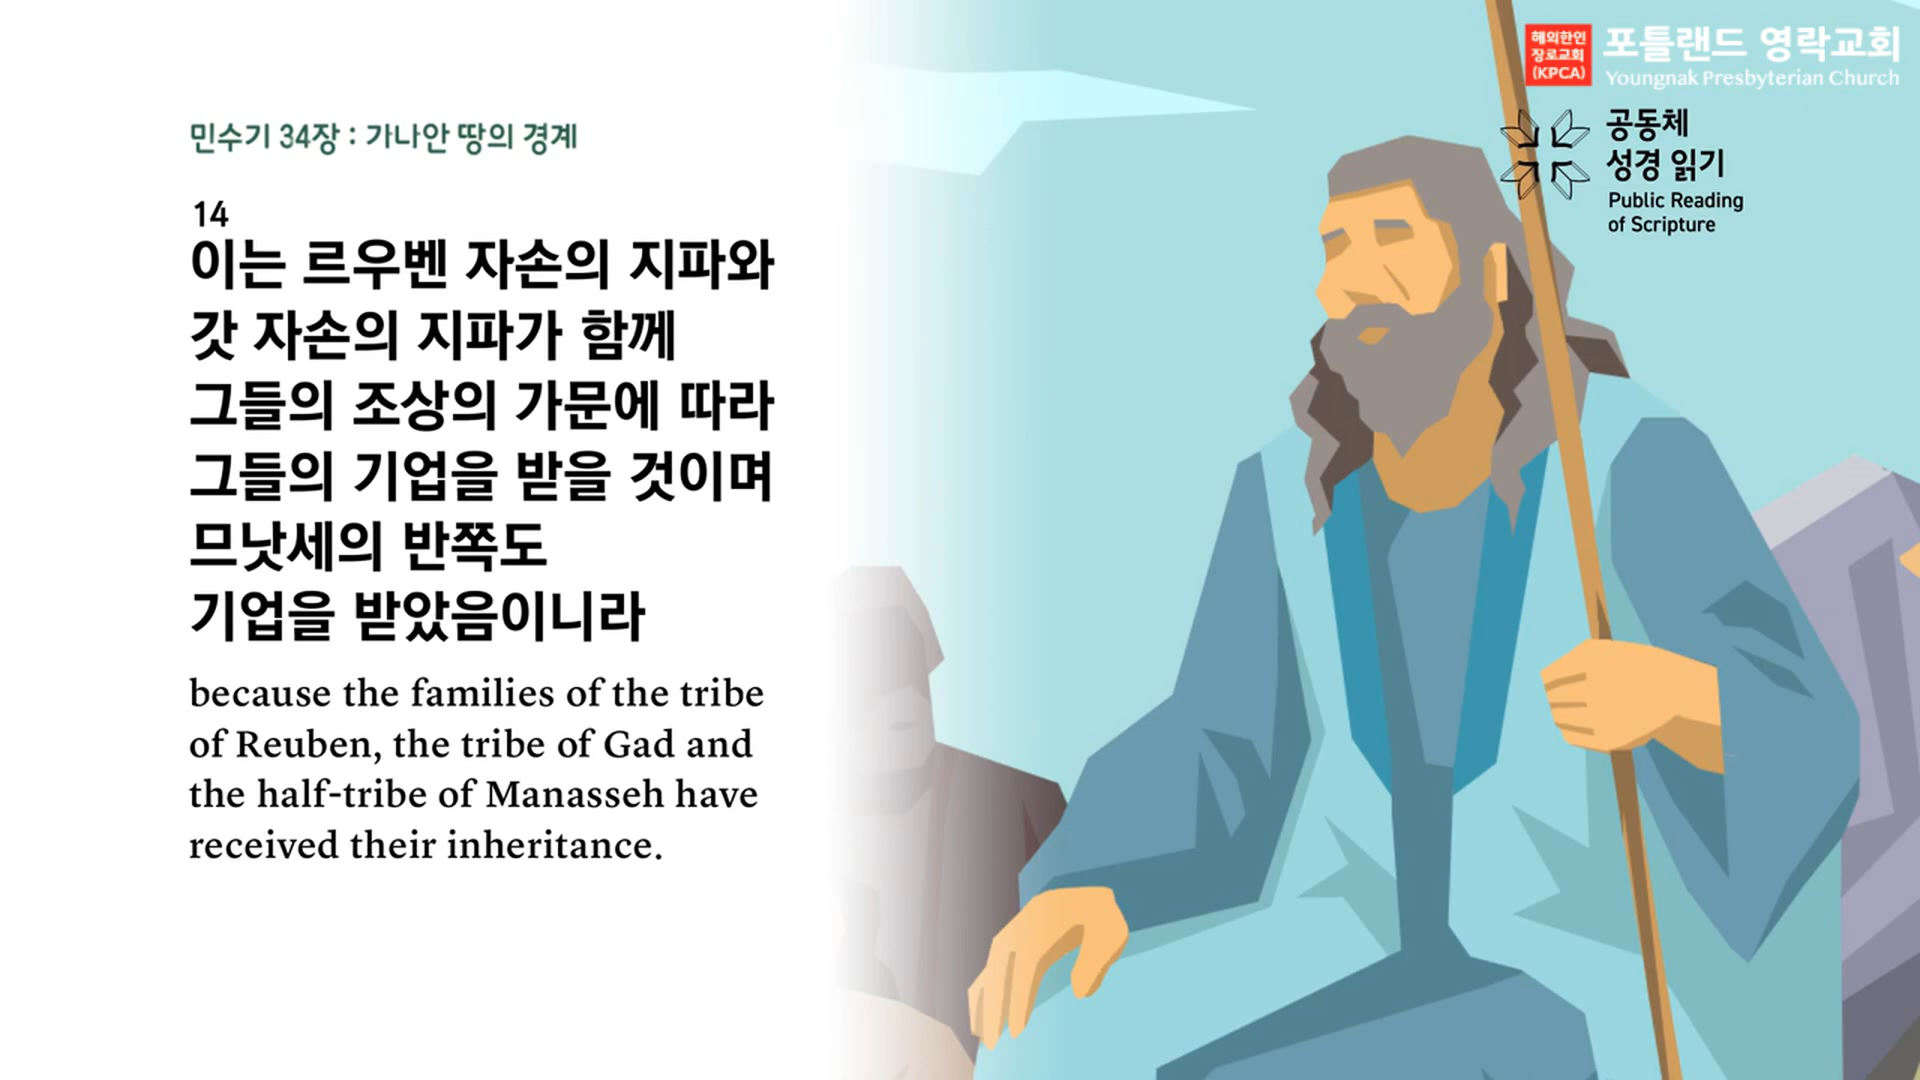 민수기 34장 : 가나안 땅의 경계
14
이는 르우벤 자손의 지파와
갓 자손의 지파가 함께
그들의 조상의 가문에 따라
그들의 기업을 받을 것이며
므낫세의 반쪽도
기업을 받았음이니라
because the families of the tribe
of Reuben, the tribe of Gad and
the half-tribe of Manasseh have
received their inheritance.
해외한인
장로교회
(KPCA)
포틀랜드 영락교회
Youngnak Presbyterian Church
공동체
성경 읽기
Public Reading
of Scripture